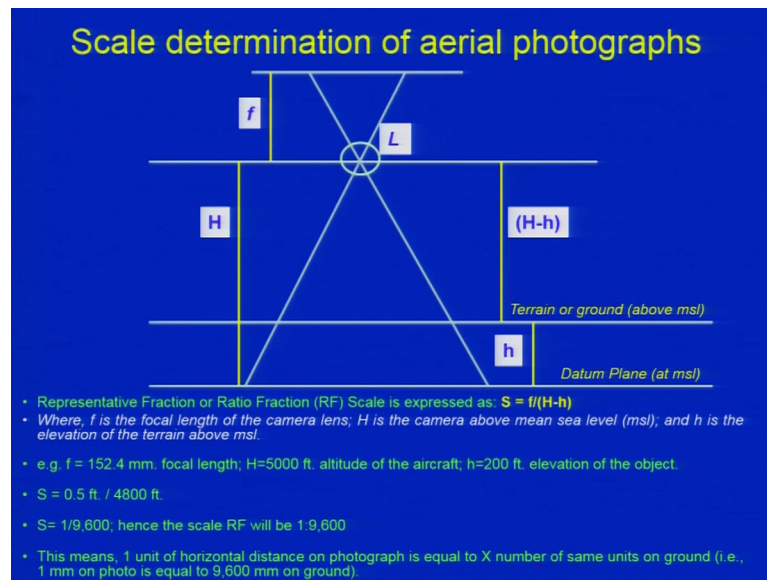 Scale determination of aerial photographs
f
L
H
(H-h)
Terrain or ground (above msl)
h
Datum Plane (at msl)
• Representative Fraction or Ratio Fraction (RF) Scale is expressed as: S = f/(H-h)
• Where, f is the focal length of the camera lens; H is the camera above mean sea level (msl); and h is the
elevation of the terrain above msl.
• e.g. f = 152.4 mm. focal length; H=5000 ft. altitude of the aircraft; h=200 ft. elevation of the object.
• S = 0.5 ft. / 4800 ft.
• S= 1/9,600; hence the scale RF will be 1:9,600
• This means, 1 unit of horizontal distance on photograph is equal to X number of same units on ground (i.e.,
1 mm on photo is equal to 9,600 mm on ground).